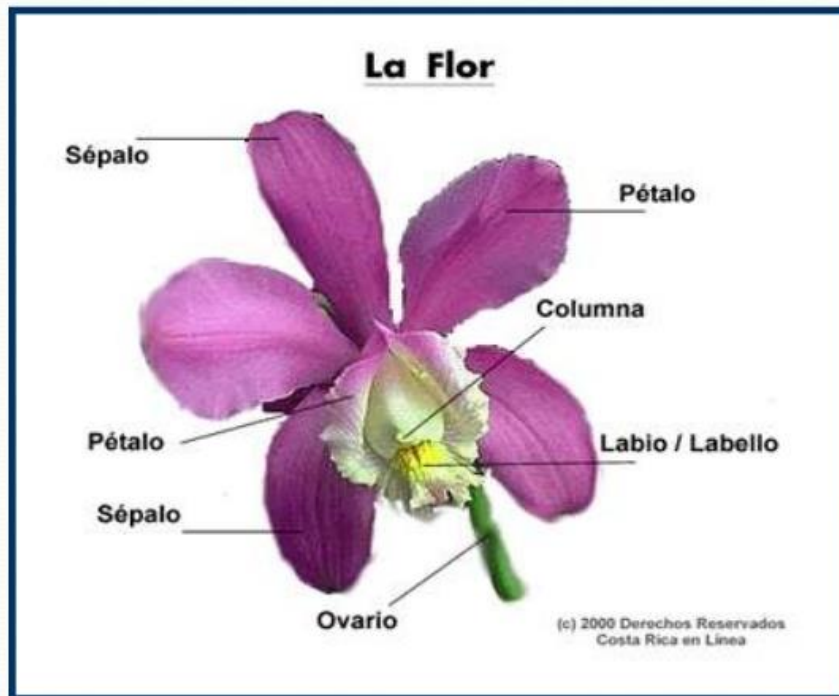 La Flor
Sépalo
Pétalo
Columna
Pétalo
Labio / Labello
Sépalo
Ovario
(c) 2000 Derechos Reservados
Costa Rica en Línea